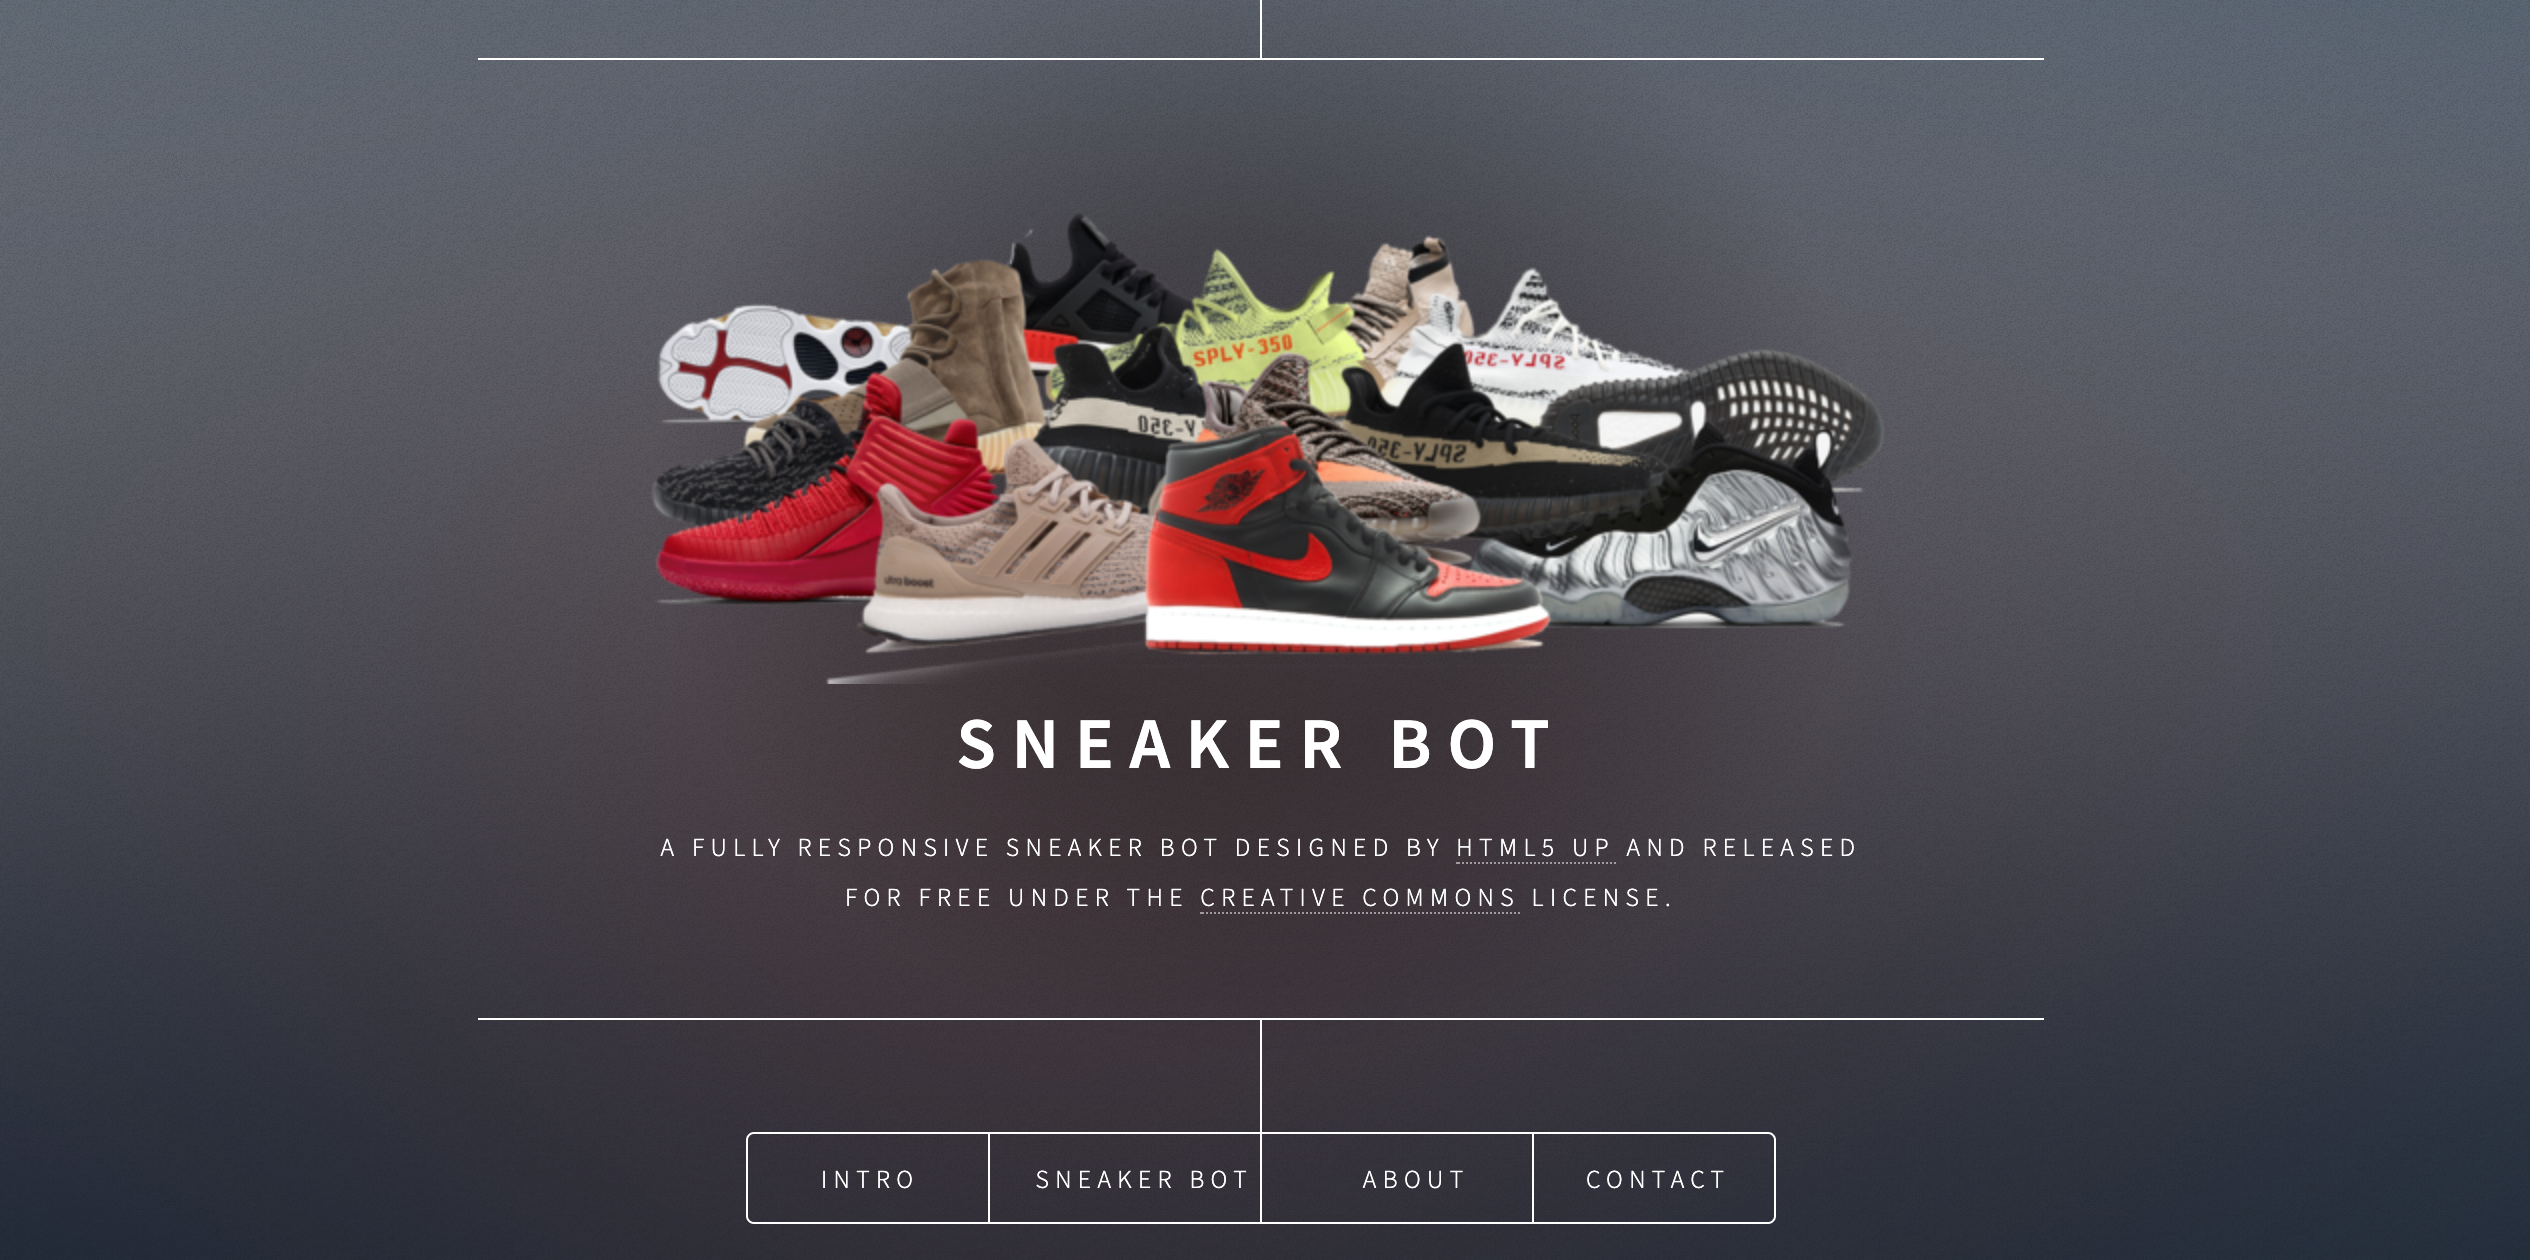 SPLY-350
SPLY-350
350-Y
SPLY-350
ultra boost
SNEAKER BOT
A FULLY RESPONSIVE SNEAKER BOT DESIGNED BY HTML5 UP AND RELEASED
FOR FREE UNDER THE CREATIVE COMMONS LICENSE.
INTRO
SNEAKER BOT
ABOUT
CONTACT